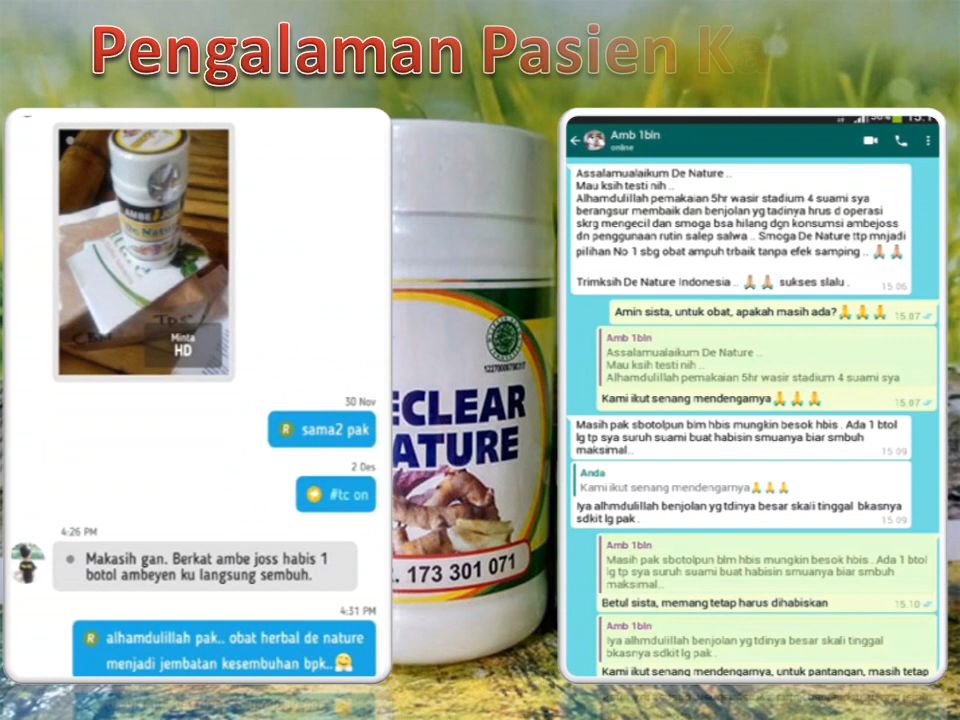 Pengalaman Pasien Ka
AMBE JOSS
De Nature
Minta
HD
30 Nov
R sama2 pak
2 Des
#tc on
4:26 PM
Makasih gan. Berkat ambe joss habis 1
botol ambeyen ku langsung sembuh.
4:31 PM
R alhamdulillah pak.. obat herbal de nature
menjadi jembatan kesembuhan bpk..🤗
ECLEAR
ATURE
. 173 301 071
15.1
Amb 1bln
online
Assalamualaikum De Nature ..
Mau ksih testi nih ..
Alhamdulillah pemakaian 5hr wasir stadium 4 suami sya
berangsur membaik dan benjolan yg tadinya hrus d operasi
skrg mengecil dan smoga bsa hilang dgn konsumsi ambejoss
dn penggunaan rutin salep salwa .. Smoga De Nature ttp mnjadi
pilihan No 1 sbg obat ampuh trbaik tanpa efek samping .. 🙏 🙏
Trimksih De Nature Indonesia .. 🙏 🙏 sukses slalu .
15.06
Amin sista, untuk obat, apakah masih ada?🙏 🙏 🙏
15.07
Amb 1bln
Assalamualaikum De Nature ..
Mau ksih testi nih ..
Alhamdulillah pemakaian 5hr wasir stadium 4 suami sya
Kami ikut senang mendengarnya🙏 🙏 🙏
15.07
Masih pak sbotolpun blm hbis mungkin besok hbis . Ada 1 btol
lg tp sya suruh suami buat habisin smuanya biar smbuh
maksimal..
15.09
Anda
Kami ikut senang mendengarnya🙏🙏🙏
Iya alhmdulillah benjolan yg tdinya besar skali tinggal bkasnya
sdkit lg pak .
15.09
Amb 1bln
Masih pak sbotolpun blm hbis mungkin besok hbis . Ada 1 btol
lg tp sya suruh suami buat habisin smuanya biar smbuh
maksimal..
Betul sista, memang tetap harus dihabiskan
15.10
Amb 1bln
Iya alhmdulillah benjolan yg tdinya besar skali tinggal
bkasnya sdkit lg pak .
Kami ikut senang mendengarnya, untuk pantangan, masih tetap